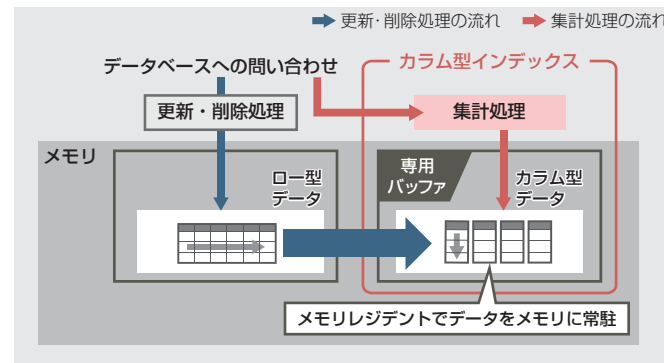 更新・削除処理の流れ 集計処理の流れ
データベースへの問い合わせ
カラム型インデックス
更新・削除処理
集計処理
メモリ
ロー型
データ
専用
バッファ
カラム型
データ
メモリレジデントでデータをメモリに常駐